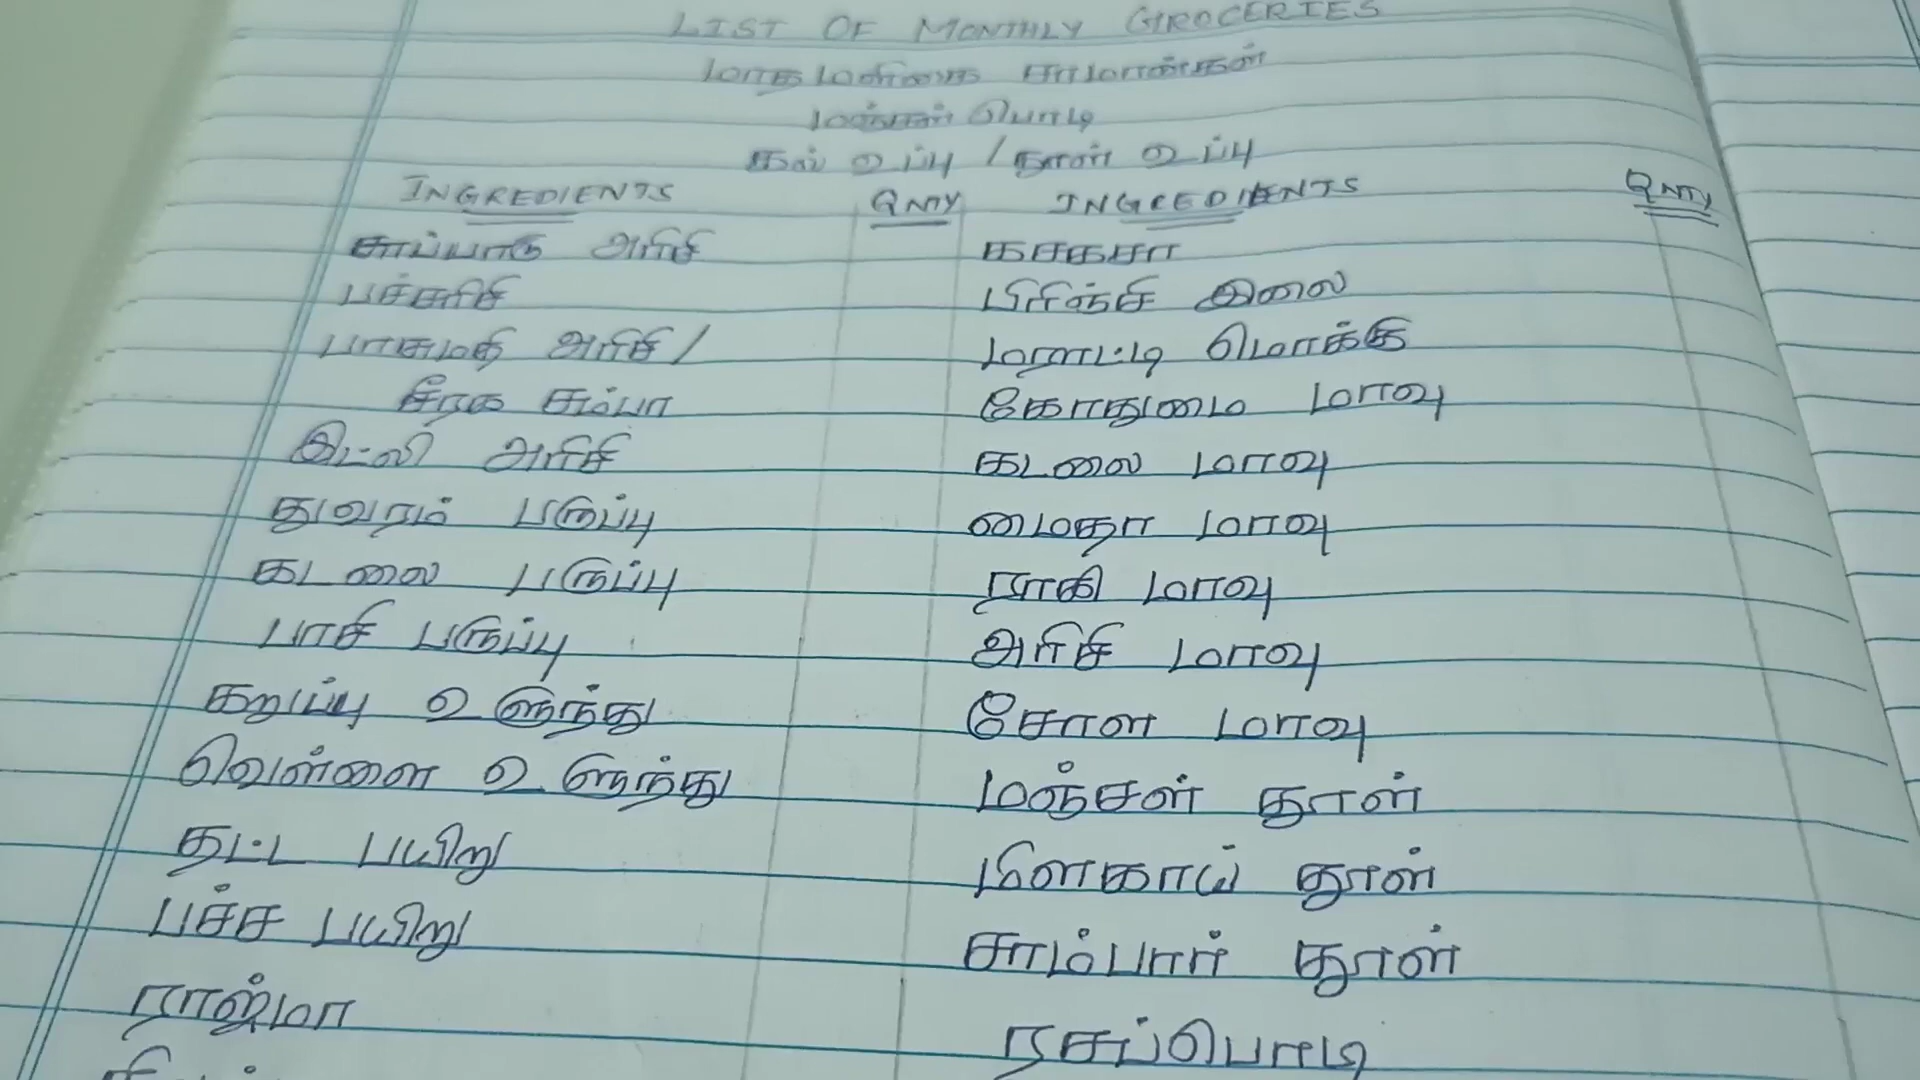 LIST OF MONTHLY GROCERIES
மாத மளிகை சாமான்கள்
மஞ்சள் பொடி
கல் உப்பு / தூள் உப்பு
INGREDIENTS QNTY INGREDIENTS QNTY
சாப்பாடு அரிசி கசகசா
பச்சரிசி பிரிஞ்சி இலை
பாசுமதி அரிசி / மராட்டி மொக்கு
சீரக சம்பா கோதுமை மாவு
இட்லி அரிசி கடலை மாவு
துவரம் பருப்பு மைதா மாவு
கடலை பருப்பு ராகி மாவு
பாசி பருப்பு அரிசி மாவு
கறுப்பு உளுந்து சோள மாவு
வெள்ளை உளுந்து மஞ்சள் தூள்
தட்ட பயிறு மிளகாய் தூள்
பச்ச பயிறு சாம்பார் தூள்
ராஜ்மா ரசப்பொடி